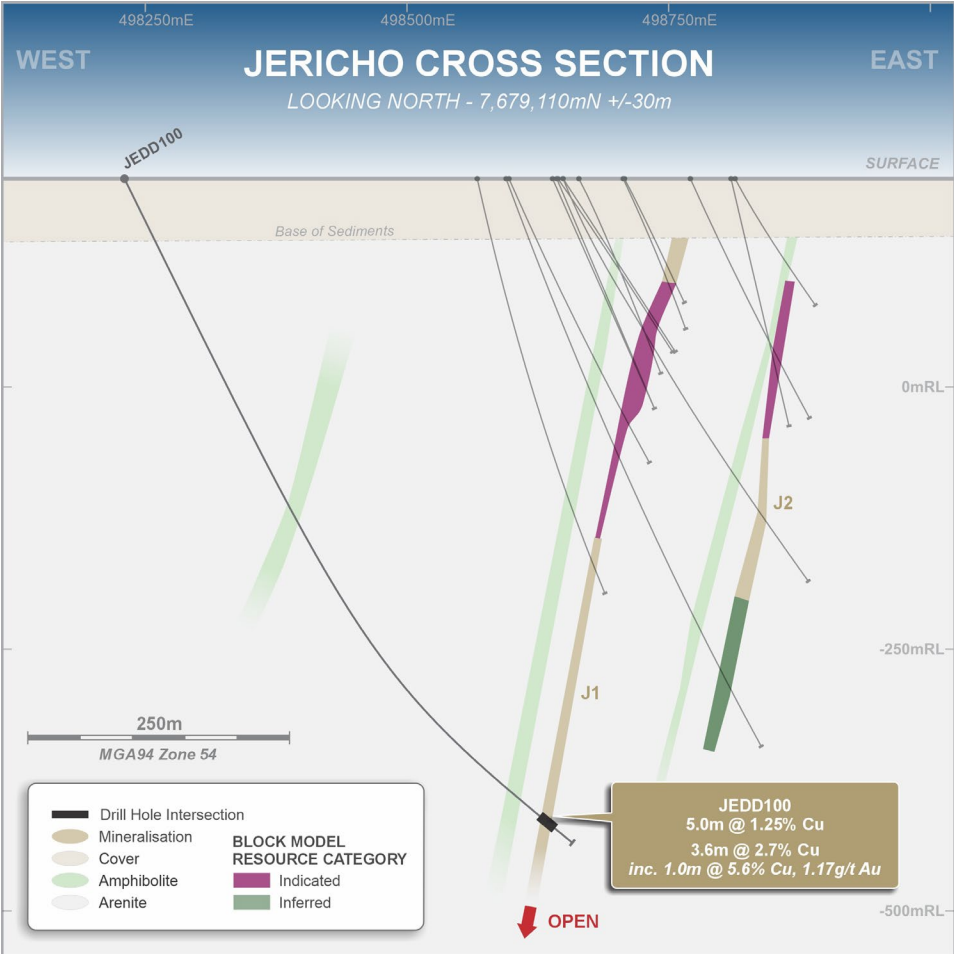 498250mE
498500mE
498750mE
WEST
JERICHO CROSS SECTION
EAST
LOOKING NORTH - 7,679,110mN +/-30m
JEDD100
SURFACE
Base of Sediments
0mRL
J2
-250mRL
J1
250m
MGA94 Zone 54
Drill Hole Intersection
Mineralisation
Cover
Amphibolite
Arenite
BLOCK MODEL
RESOURCE CATEGORY
Indicated
Inferred
JEDD100
5.0m @ 1.25% Cu
3.6m @ 2.7% Cu
inc. 1.0m @ 5.6% Cu, 1.17g/t Au
OPEN
-500mRL